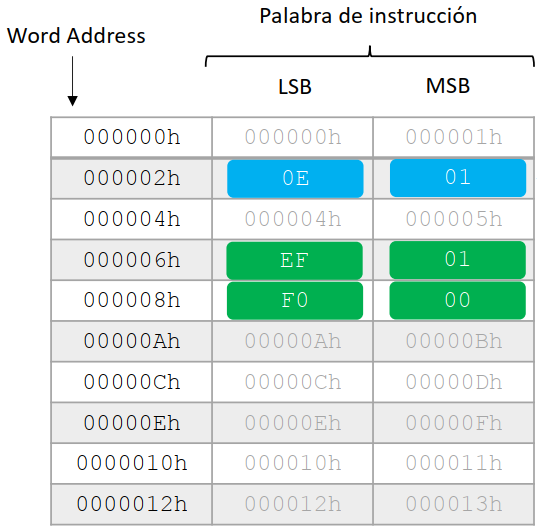 Palabra de instrucción
Word Address
LSB MSB
000000h 000000h 000001h
000002h 0E 01
000004h 000004h 000005h
000006h EF 01
000008h F0 00
00000Ah 00000Ah 00000Bh
00000Ch 00000Ch 00000Dh
00000Eh 00000Eh 00000Fh
0000010h 000010h 000011h
0000012h 000012h 000013h